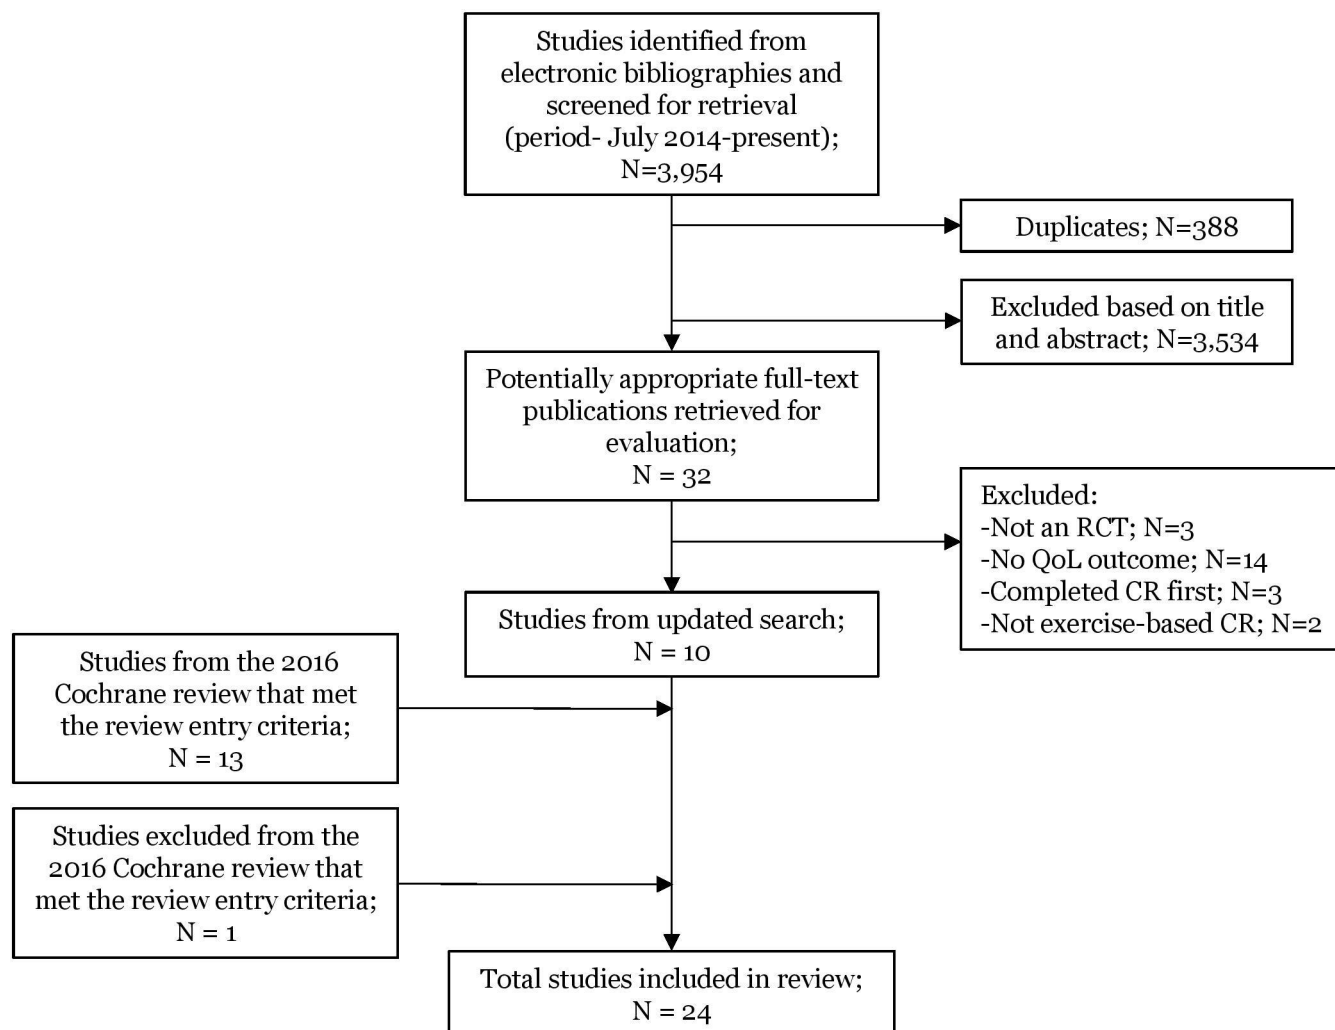 Studies identified from
electronic bibliographies and
screened for retrieval
(period- July 2014-present);
N=3,954
Duplicates; N=388
Excluded based on title
and abstract; N=3,534
Potentially appropriate full-text
publications retrieved for
evaluation;
N = 32
Excluded:
-Not an RCT; N=3
-No QoL outcome; N=14
-Completed CR first; N=3
-Not exercise-based CR; N=2
Studies from updated search;
N = 10
Studies from the 2016
Cochrane review that met
the review entry criteria;
N = 13
Studies excluded from the
2016 Cochrane review that
met the review entry criteria;
N = 1
Total studies included in review;
N = 24